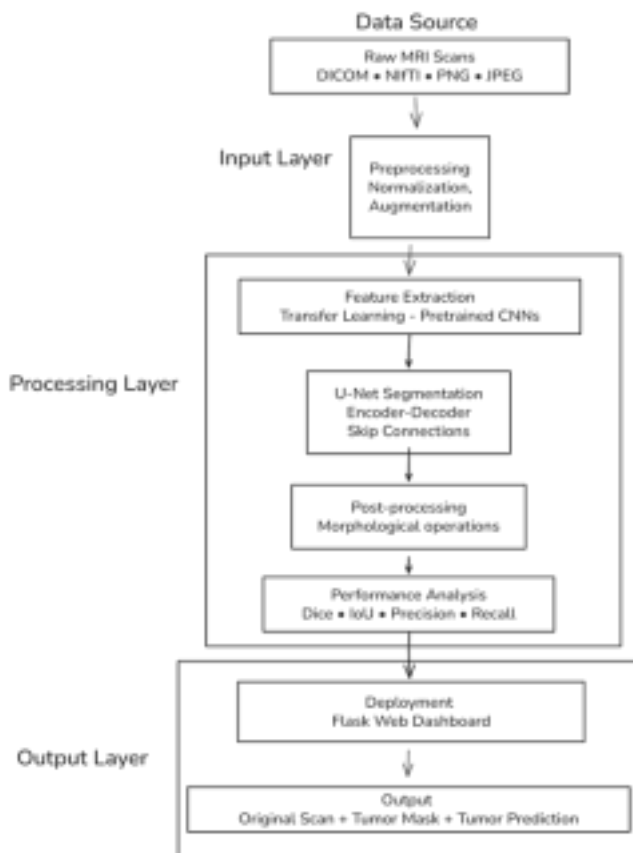 Data Source
Raw MRI Scans
DICOM • NIfTI • PNG • JPEG
Input Layer
Preprocessing
Normalization,
Augmentation
Feature Extraction
Transfer Learning - Pretrained CNNs
Processing Layer
U-Net Segmentation
Encoder-Decoder
Skip Connections
Post-processing
Morphological operations
Performance Analysis
Dice • IoU • Precision • Recall
Deployment
Flask Web Dashboard
Output Layer
Output
Original Scan + Tumor Mask + Tumor Prediction